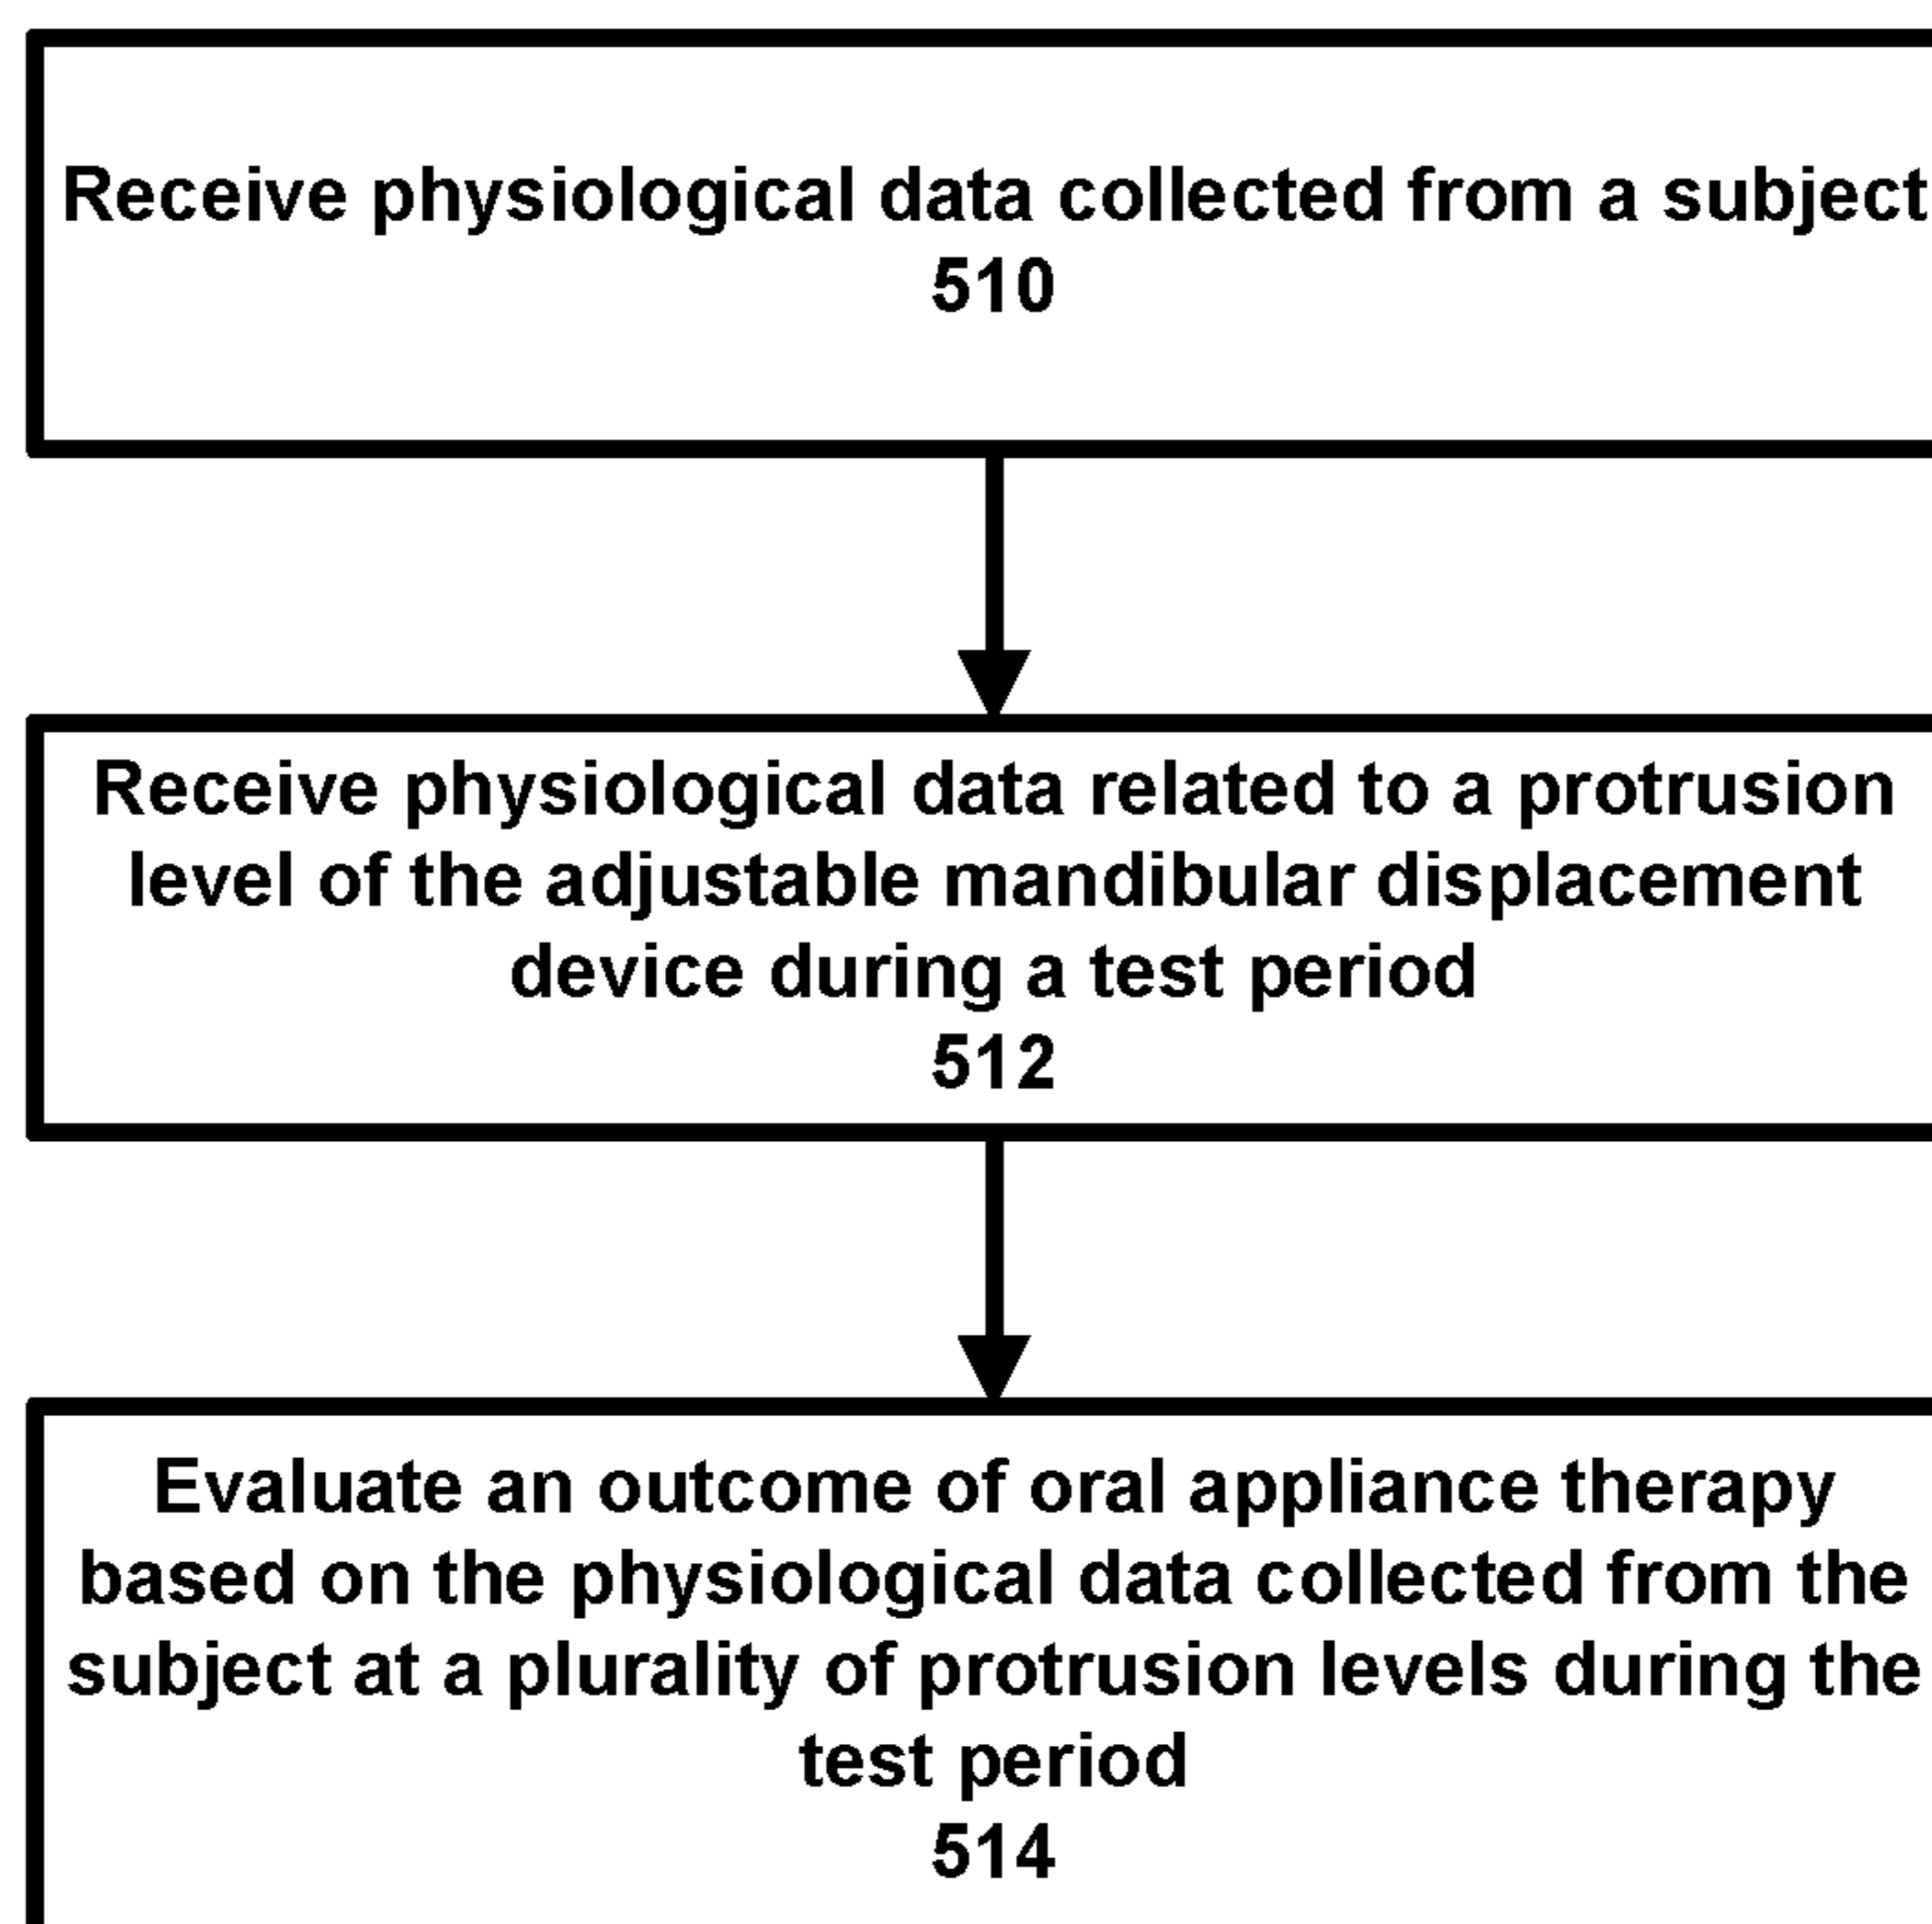 Receive physiological data collected from a subject
510
Receive physiological data related to a protrusion
level of the adjustable mandibular displacement
device during a test period
512
Evaluate an outcome of oral appliance therapy
based on the physiological data collected from the
subject at a plurality of protrusion levels during the
test period
514